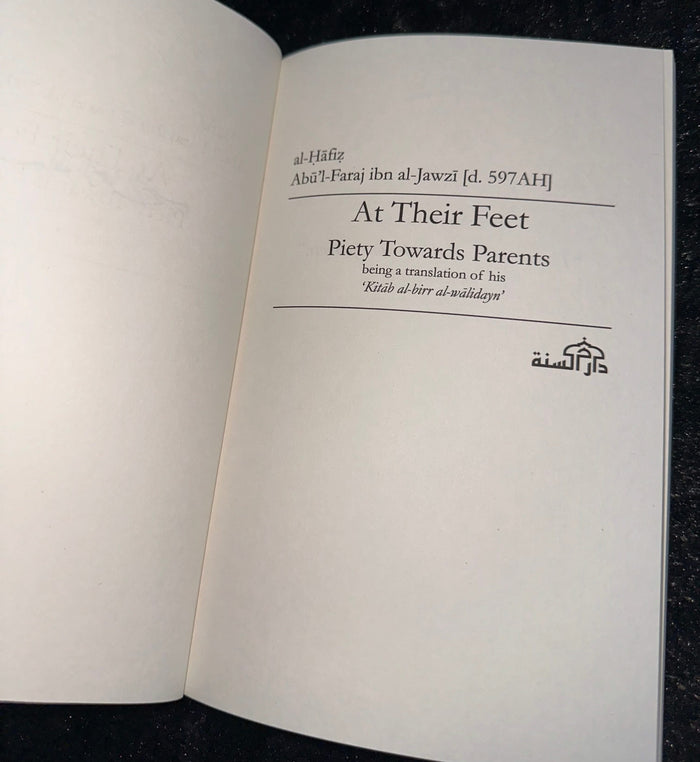 al-Ḥāfiẓ
Abū’l-Faraj ibn al-Jawzī [d. 597AH]
At Their Feet
Piety Towards Parents
being a translation of his
‘Kitāb al-birr al-wālidayn’
دار السنة